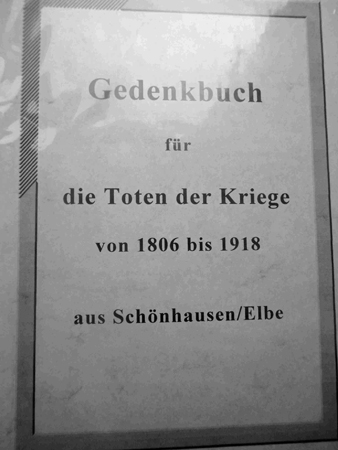 Gedenkbuch
für
die Toten der Kriege
von 1806 bis 1918
aus Schönhausen/Elbe